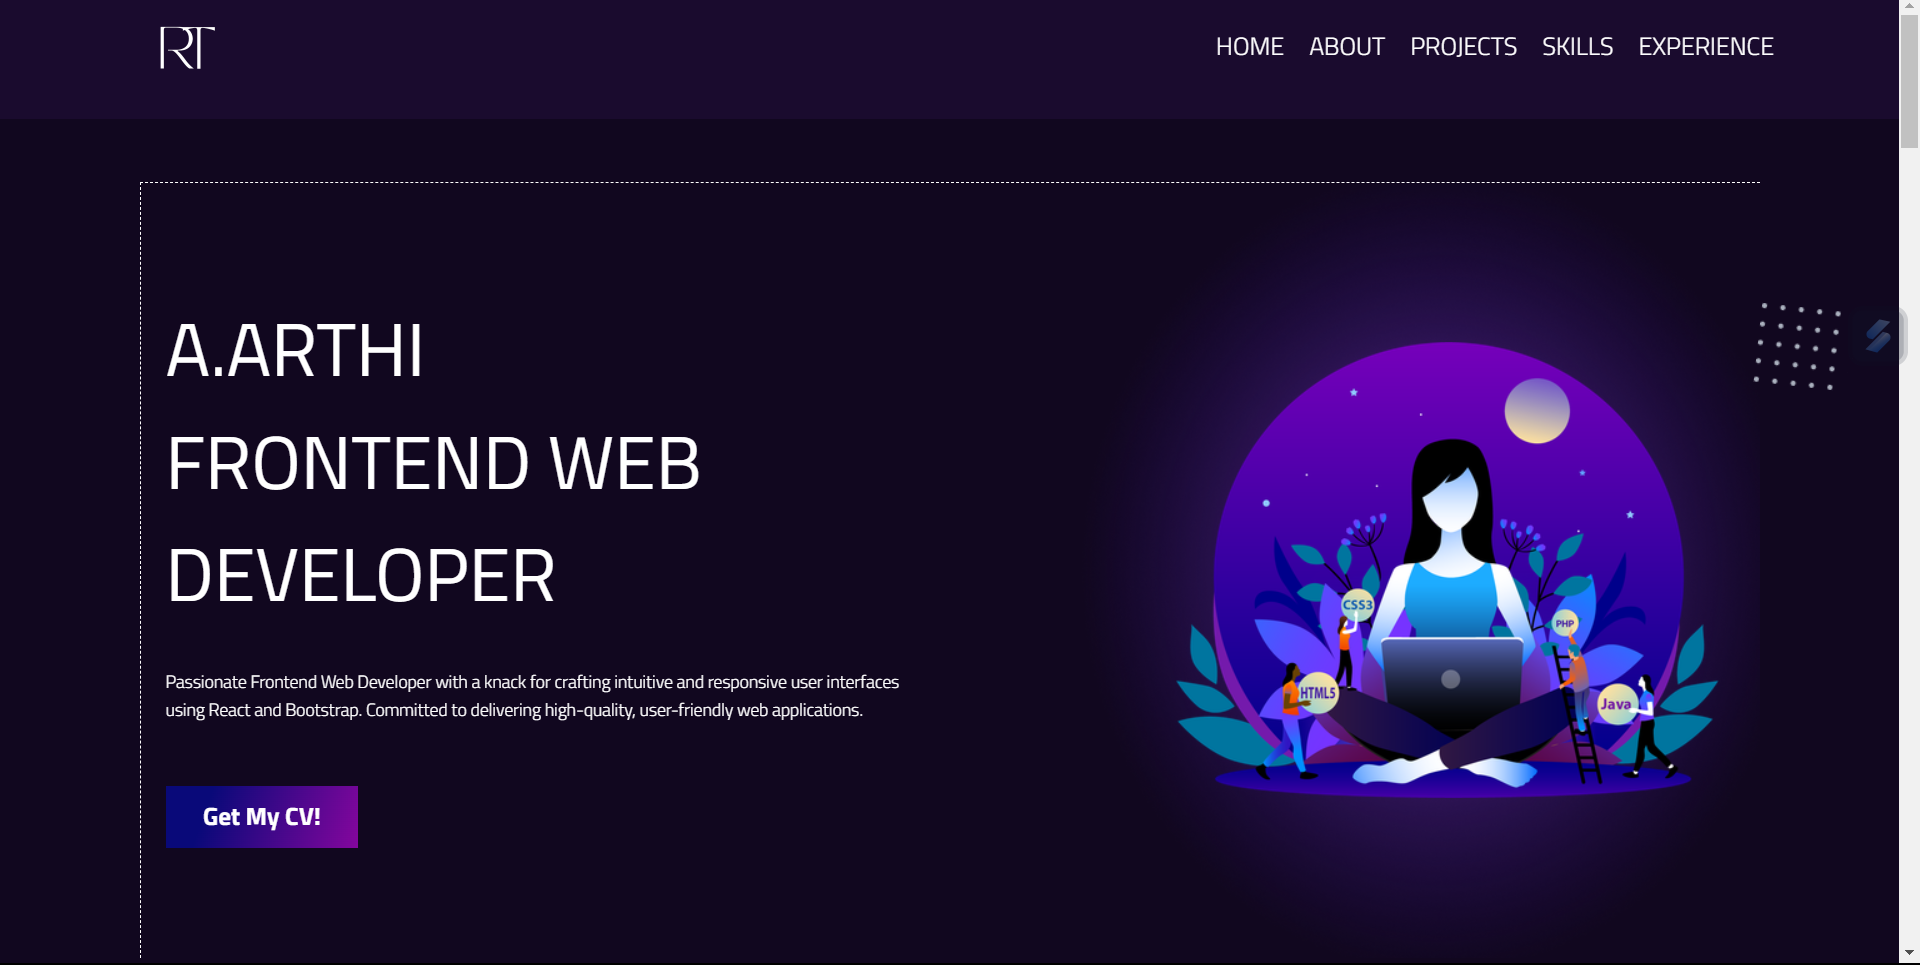 RT
HOME ABOUT PROJECTS SKILLS EXPERIENCE
A.ARTHI
FRONTEND WEB
DEVELOPER
Passionate Frontend Web Developer with a knack for crafting intuitive and responsive user interfaces
using React and Bootstrap. Committed to delivering high-quality, user-friendly web applications.
Get My CV!
CSS3
PHP
HTML5
Java